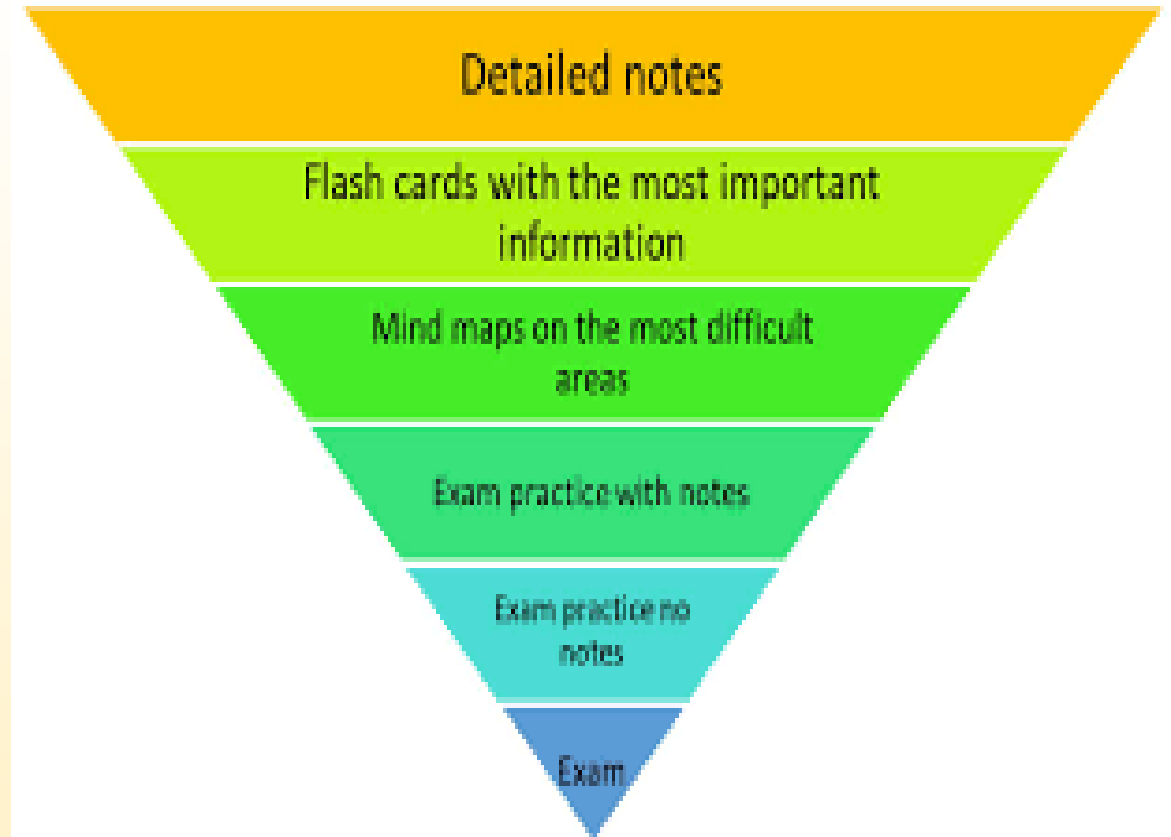 Detailed notes
Flash cards with the most important
information
Mind maps on the most difficult
areas
Exam practice with notes
Exam practice no
notes
Exam